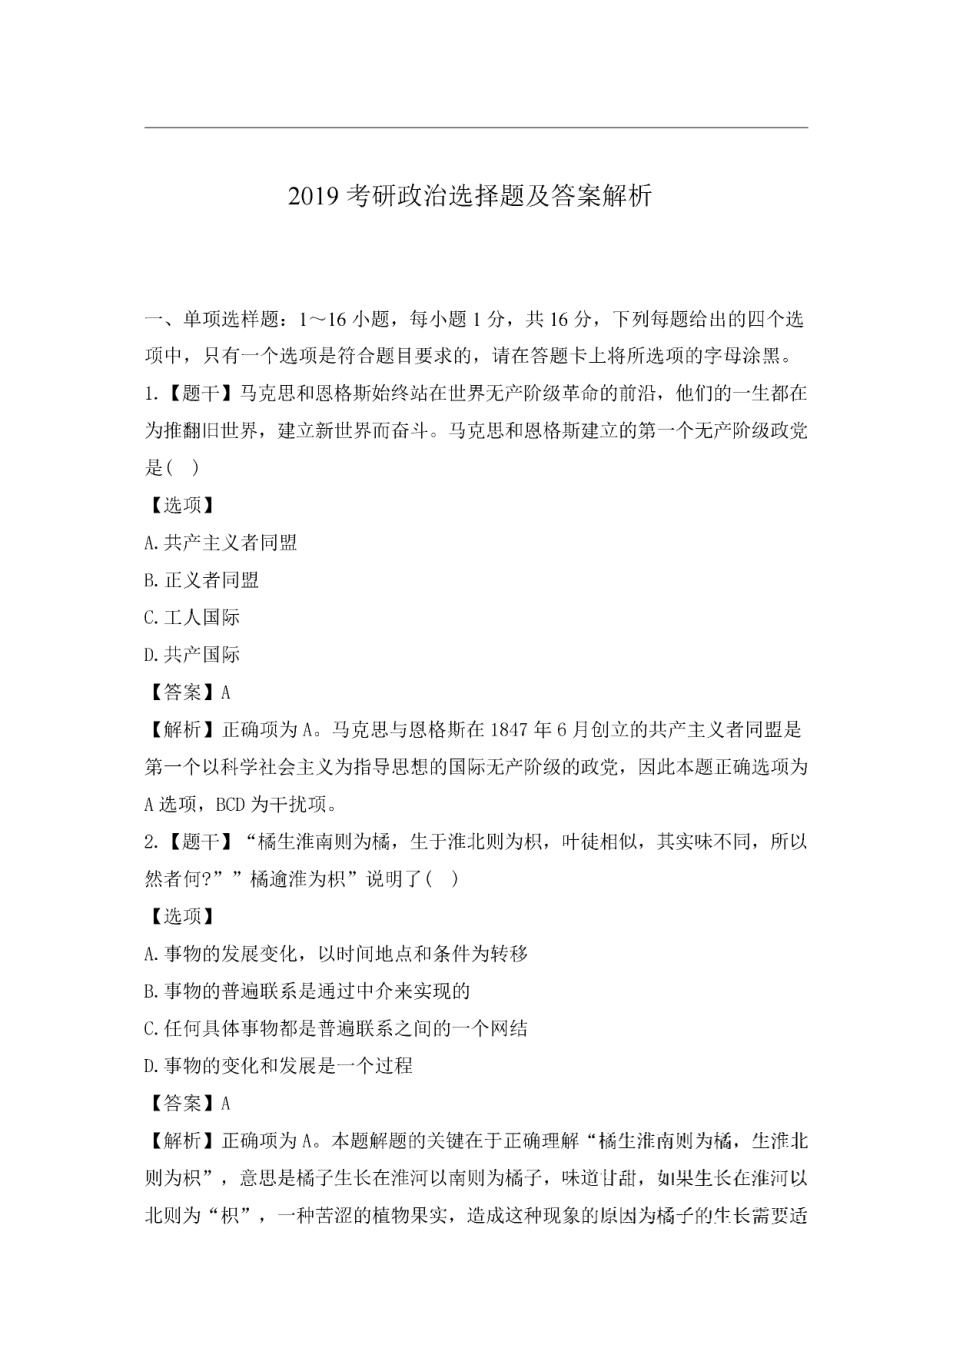 2019 考研政治选择题及答案解析
一、单项选样题：1～16 小题，每小题 1 分，共 16 分，下列每题给出的四个选
项中，只有一个选项是符合题目要求的，请在答题卡上将所选项的字母涂黑。
1.【题干】马克思和恩格斯始终站在世界无产阶级革命的前沿，他们的一生都在
为推翻旧世界，建立新世界而奋斗。马克思和恩格斯建立的第一个无产阶级政党
是( )
【选项】
A.共产主义者同盟
B.正义者同盟
C.工人国际
D.共产国际
【答案】A
【解析】正确项为 A。马克思与恩格斯在 1847 年 6 月创立的共产主义者同盟是
第一个以科学社会主义为指导思想的国际无产阶级的政党，因此本题正确选项为
A 选项，BCD 为干扰项。
2.【题干】“橘生淮南则为橘，生于淮北则为枳，叶徒相似，其实味不同，所以
然者何?””橘逾淮为枳”说明了( )
【选项】
A.事物的发展变化，以时间地点和条件为转移
B.事物的普遍联系是通过中介来实现的
C.任何具体事物都是普遍联系之间的一个网结
D.事物的变化和发展是一个过程
【答案】A
【解析】正确项为 A。本题解题的关键在于正确理解“橘生淮南则为橘，生淮北
则为枳”，意思是橘子生长在淮河以南则为橘子，味道甘甜，如果生长在淮河以
北则为“枳”，一种苦涩的植物果实，造成这种现象的原因为橘子的生长需要适